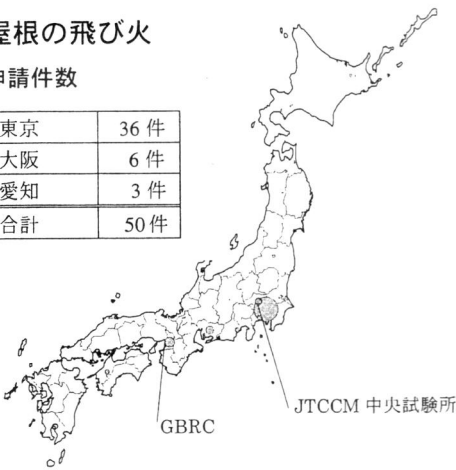 屋根の飛び火
申請件数
東京 36 件
大阪 6 件
愛知 3 件
合計 50 件
JTCCM 中央試験所
GBRC